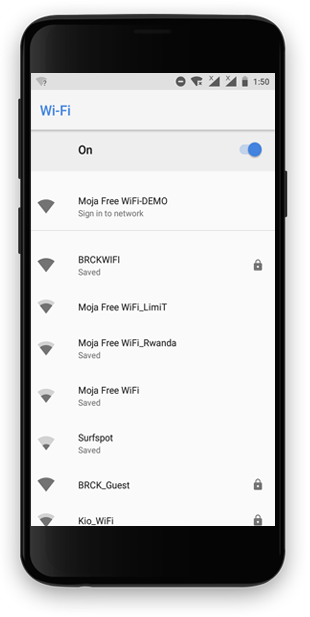 1:50
Wi-Fi
On
Moja Free WiFi-DEMO
Sign in to network
BRCKWIFI
Saved
Moja Free WiFi_LimiT
Moja Free WiFi_Rwanda
Saved
Moja Free WiFi
Saved
Surfspot
Saved
BRCK_Guest
Kio_WiFi